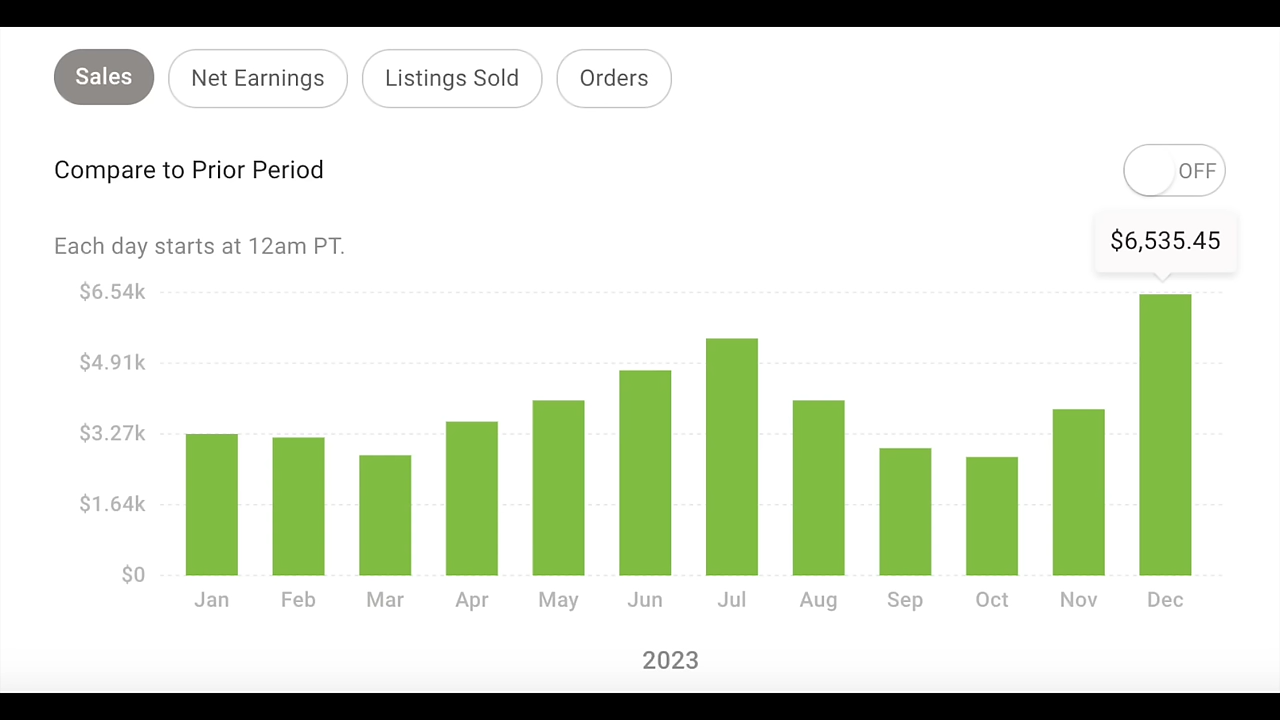 Sales Net Earnings Listings Sold Orders
Compare to Prior Period OFF
Each day starts at 12am PT.
$6,535.45
$6.54k
$4.91k
$3.27k
$1.64k
$0
Jan Feb Mar Apr May Jun Jul Aug Sep Oct Nov Dec
2023